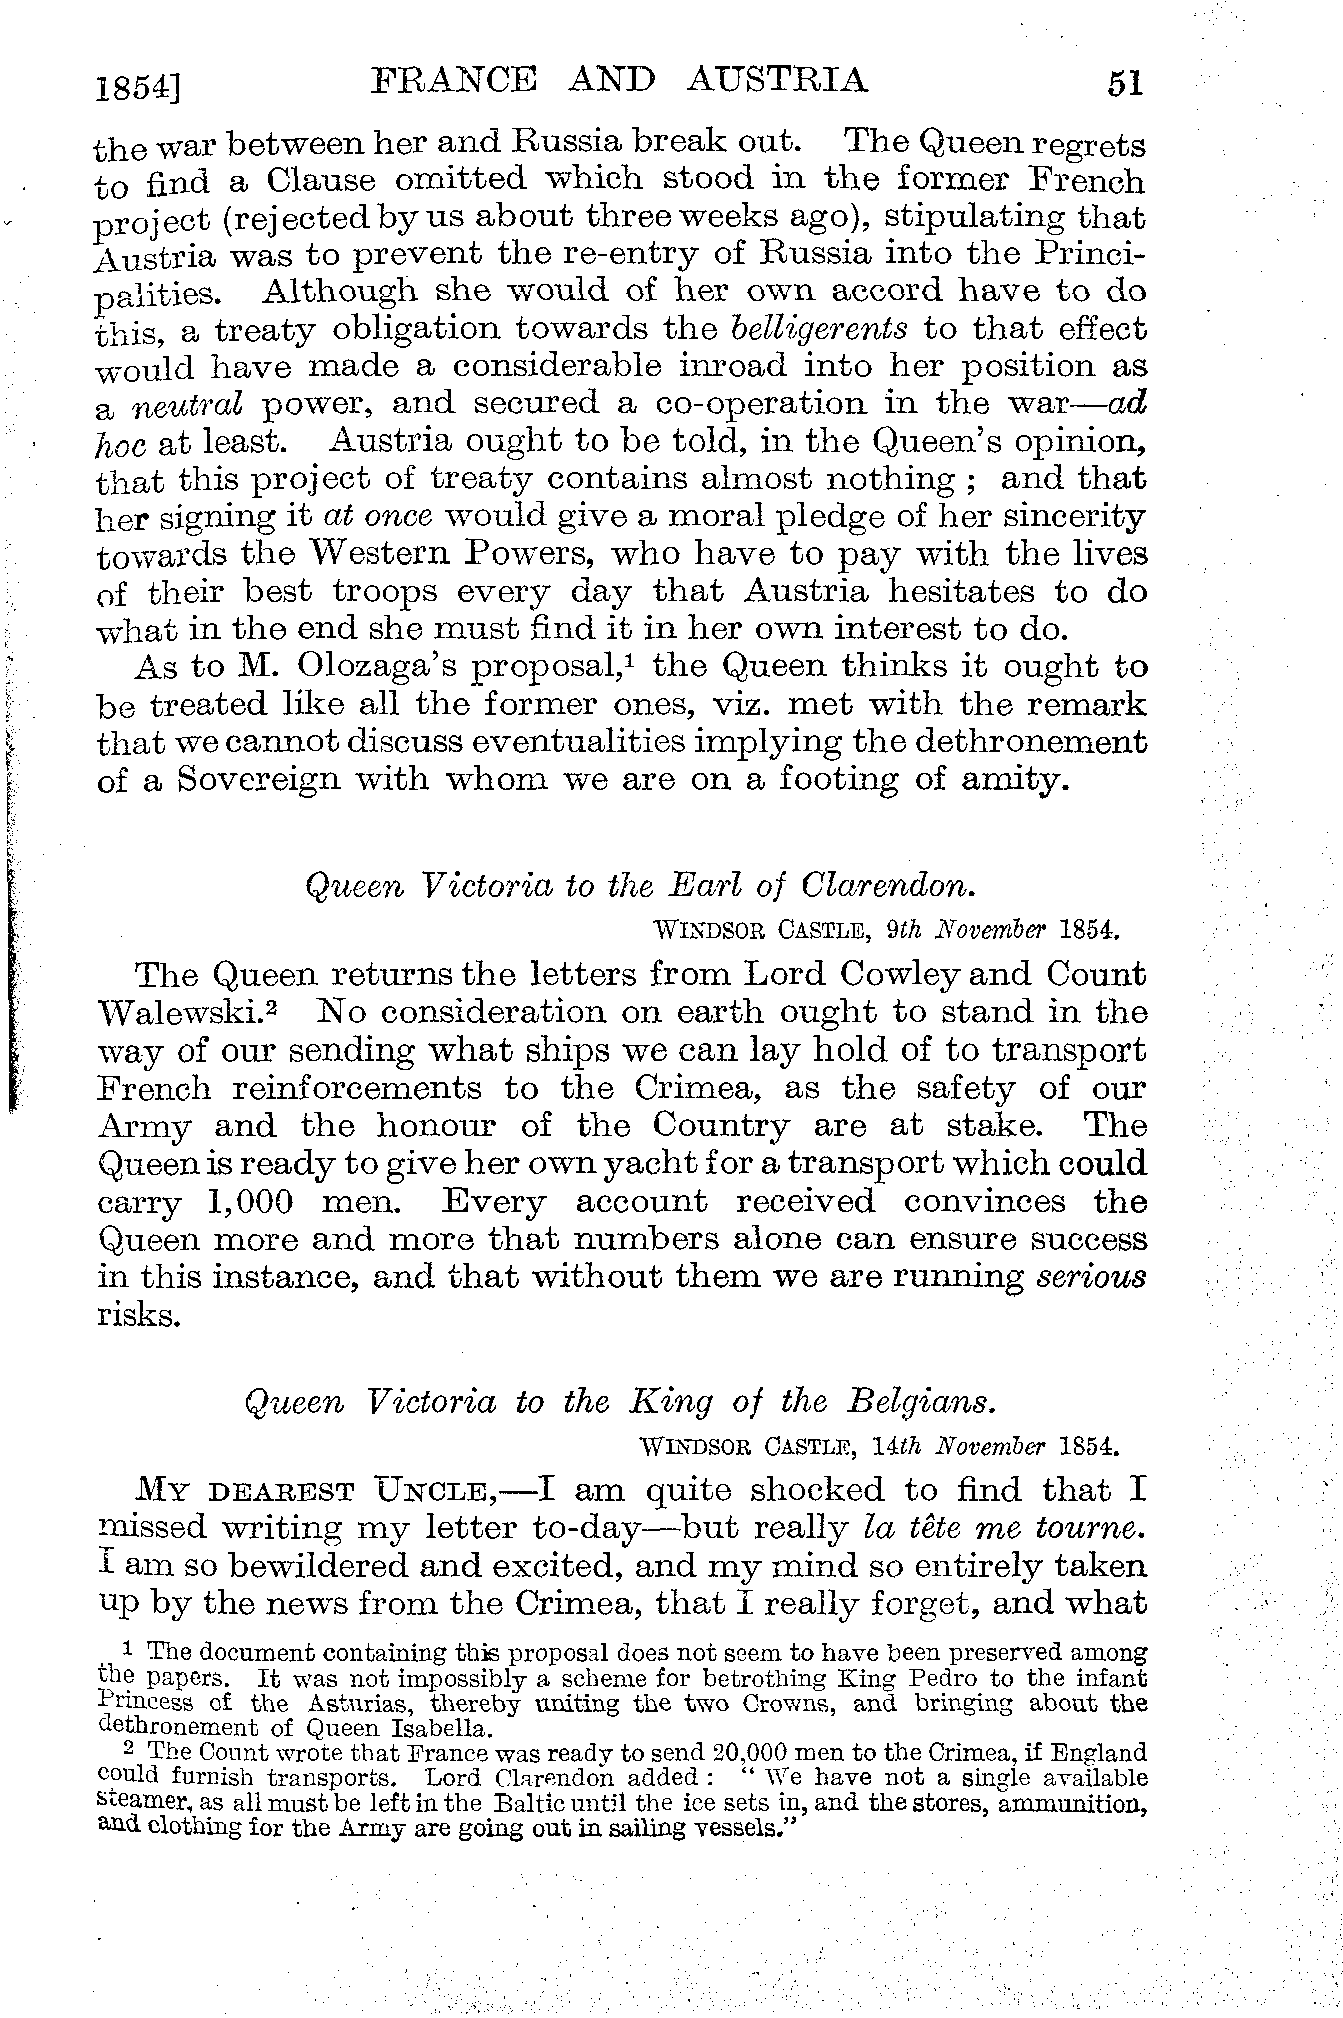 1854] FRANCE AND AUSTRIA 51
the war between her and Russia break out. The Queen regrets
to find a Clause omitted which stood in the former French
project (rejected by us about three weeks ago), stipulating that
Austria was to prevent the re-entry of Russia into the Princi-
palities. Although she would of her own accord have to do
this, a treaty obligation towards the belligerents to that effect
would have made a considerable inroad into her position as
a neutral power, and secured a co-operation in the war—ad
hoc at least. Austria ought to be told, in the Queen's opinion,
that this project of treaty contains almost nothing ; and that
her signing it at once would give a moral pledge of her sincerity
towards the Western Powers, who have to pay with the lives
of their best troops every day that Austria hesitates to do
what in the end she must find it in her own interest to do.
As to M. Olozaga's proposal,¹ the Queen thinks it ought to
be treated like all the former ones, viz. met with the remark
that we cannot discuss eventualities implying the dethronement
of a Sovereign with whom we are on a footing of amity.
Queen Victoria to the Earl of Clarendon.
WINDSOR CASTLE, 9th November 1854.
The Queen returns the letters from Lord Cowley and Count
Walewski.² No consideration on earth ought to stand in the
way of our sending what ships we can lay hold of to transport
French reinforcements to the Crimea, as the safety of our
Army and the honour of the Country are at stake. The
Queen is ready to give her own yacht for a transport which could
carry 1,000 men. Every account received convinces the
Queen more and more that numbers alone can ensure success
in this instance, and that without them we are running serious
risks.
Queen Victoria to the King of the Belgians.
WINDSOR CASTLE, 14th November 1854.
MY DEAREST UNCLE,—I am quite shocked to find that I
missed writing my letter to-day—but really la tête me tourne.
I am so bewildered and excited, and my mind so entirely taken
up by the news from the Crimea, that I really forget, and what
¹ The document containing this proposal does not seem to have been preserved among
the papers. It was not impossibly a scheme for betrothing King Pedro to the infant
Princess of the Asturias, thereby uniting the two Crowns, and bringing about the
dethronement of Queen Isabella.
² The Count wrote that France was ready to send 20,000 men to the Crimea, if England
could furnish transports. Lord Clarendon added : " We have not a single available
steamer, as all must be left in the Baltic until the ice sets in, and the stores, ammunition,
and clothing for the Army are going out in sailing vessels."